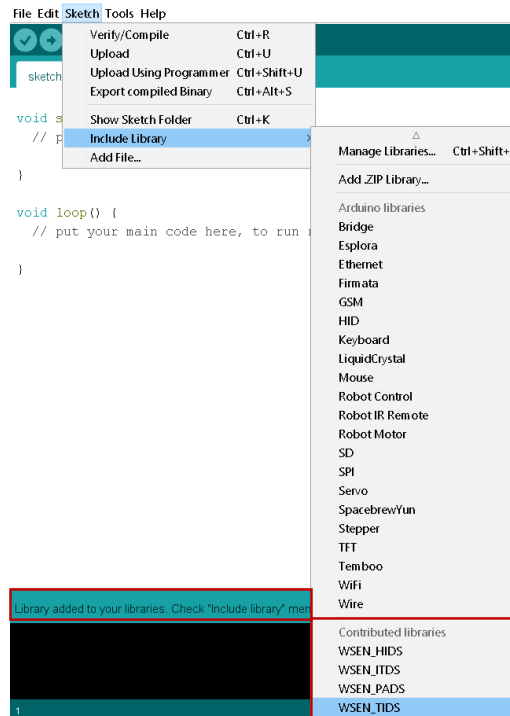 File Edit Sketch Tools Help
Verify/Compile Ctrl+R
Upload Ctrl+U
Upload Using Programmer Ctrl+Shift+U
Export compiled Binary Ctrl+Alt+S
Show Sketch Folder Ctrl+K
Include Library
Add File...
sketch
void s
// p
}
void loop() {
// put your main code here, to run
}
Manage Libraries... Ctrl+Shift+
Add .ZIP Library...
Arduino libraries
Bridge
Esplora
Ethernet
Firmata
GSM
HID
Keyboard
LiquidCrystal
Mouse
Robot Control
Robot IR Remote
Robot Motor
SD
SPI
Servo
SpacebrewYun
Stepper
TFT
Temboo
WiFi
Wire
Contributed libraries
WSEN_HIDS
WSEN_ITDS
WSEN_PADS
WSEN_TIDS
Library added to your libraries. Check "Include library" men
1